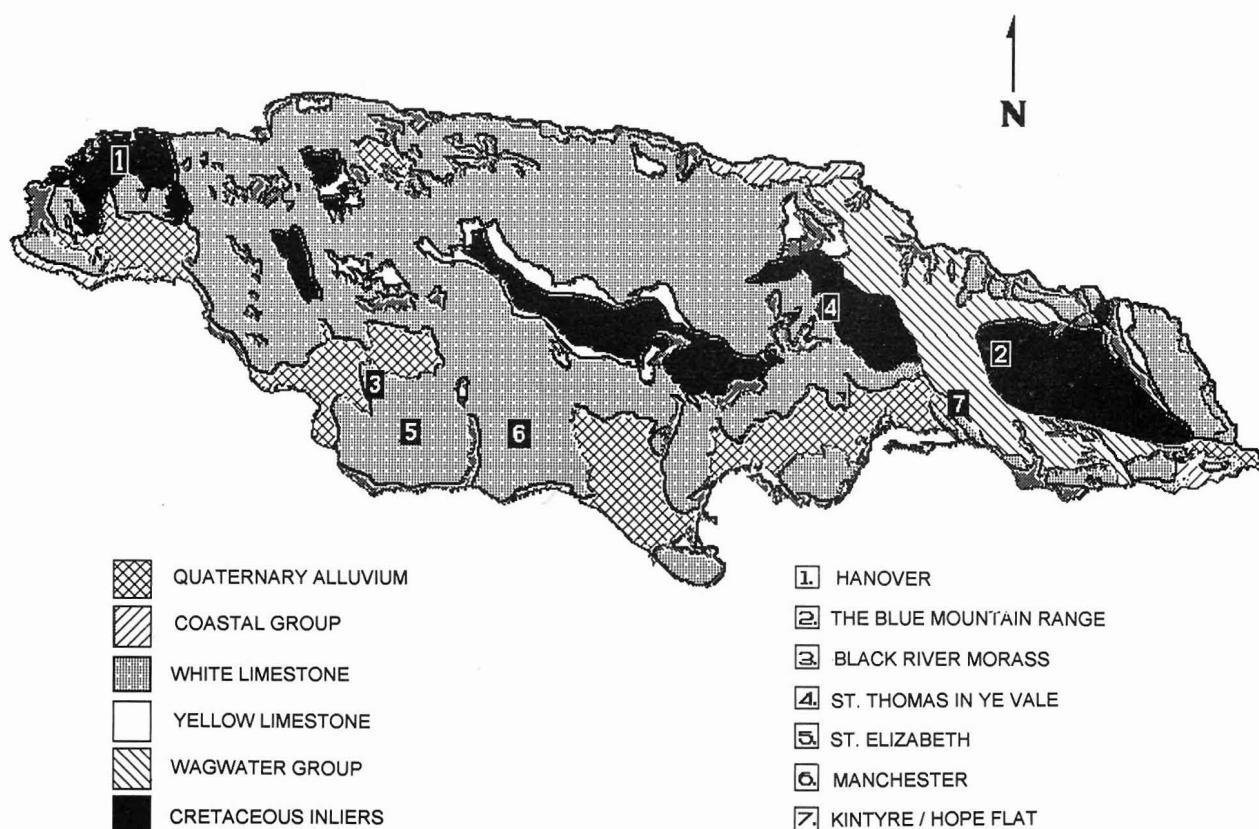 N
1
4
2
3
5
6
7
QUATERNARY ALLUVIUM
COASTAL GROUP
WHITE LIMESTONE
YELLOW LIMESTONE
WAGWATER GROUP
CRETACEOUS INLIERS
1. HANOVER
2. THE BLUE MOUNTAIN RANGE
3. BLACK RIVER MORASS
4. ST. THOMAS IN YE VALE
5. ST. ELIZABETH
6. MANCHESTER
7. KINTYRE / HOPE FLAT